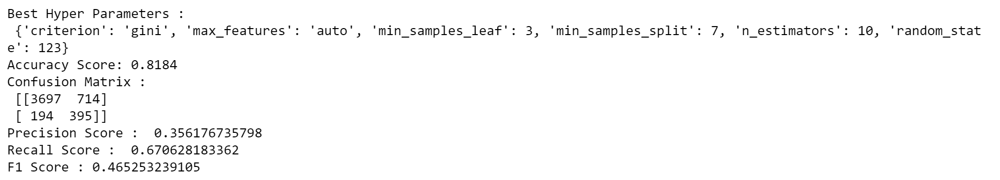 Best Hyper Parameters :
 {'criterion': 'gini', 'max_features': 'auto', 'min_samples_leaf': 3, 'min_samples_split': 7, 'n_estimators': 10, 'random_stat
e': 123}
Accuracy Score: 0.8184
Confusion Matrix :
 [[3697  714]
 [ 194  395]]
Precision Score :  0.356176735798
Recall Score :  0.670628183362
F1 Score : 0.465253239105